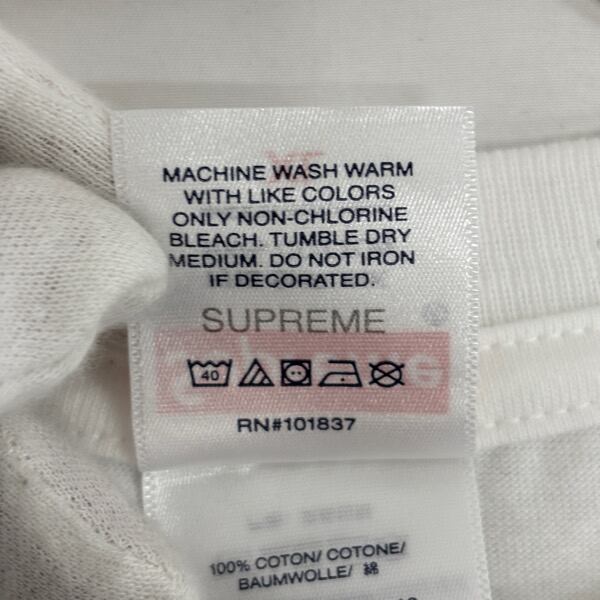 MACHINE WASH WARM
WITH LIKE COLORS
ONLY NON-CHLORINE
BLEACH. TUMBLE DRY
MEDIUM. DO NOT IRON
IF DECORATED.
SUPREME
40
RN#101837
100% COTON/ COTONE/
BAUMWOLLE/ 綿